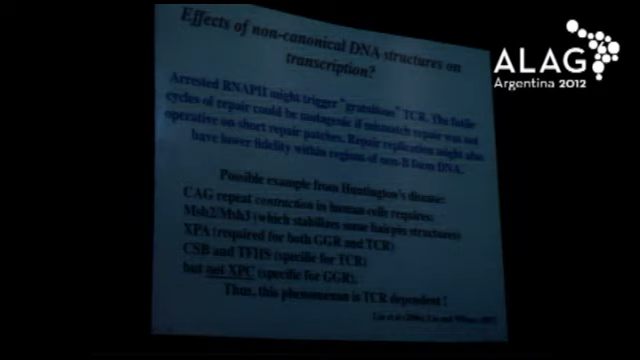 Effects of non-canonical DNA structures on
transcription?
Arrested RNAPII might trigger "gratuitous" TCR. The futile
cycles of repair could be mutagenic if mismatch repair was not
operative on short repair patches. Repair replication might also
have lower fidelity within regions of non-B form DNA.
Possible example from Huntington's disease:
CAG repeat contraction in human cells requires:
Msh2/Msh3 (which stabilizes some hairpin structures)
XPA (required for both GGR and TCR)
CSB and TFIIS (specific for TCR)
but not XPC (specific for GGR).
Thus, this phenomenon is TCR dependent !
ALAG
Argentina 2012